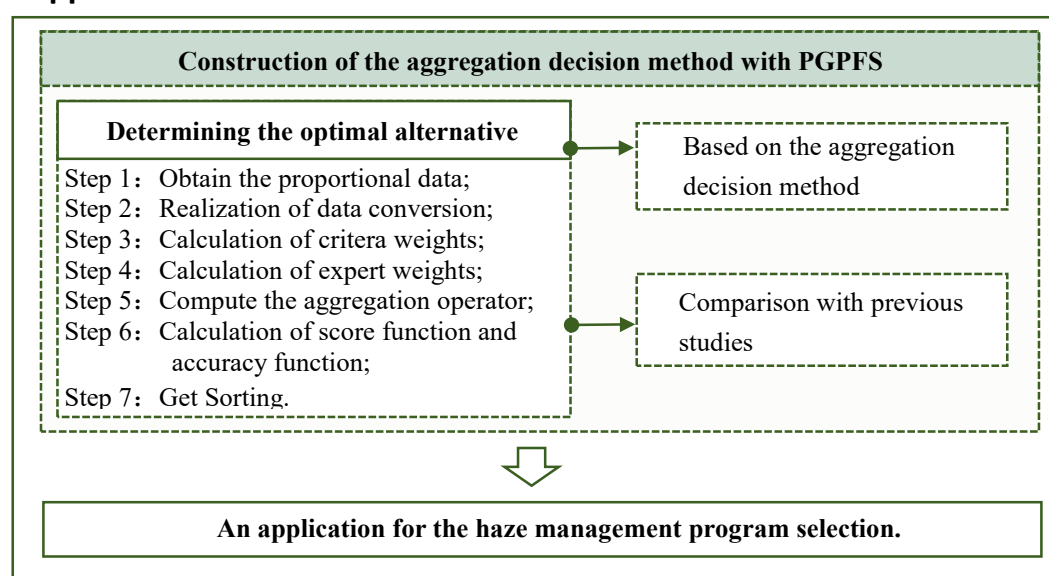 Construction of the aggregation decision method with PGPFS
Determining the optimal alternative
Step 1：Obtain the proportional data;
Step 2：Realization of data conversion;
Step 3：Calculation of critera weights;
Step 4：Calculation of expert weights;
Step 5：Compute the aggregation operator;
Step 6：Calculation of score function and
accuracy function;
Step 7：Get Sorting.
Based on the aggregation
decision method
Comparison with previous
studies
An application for the haze management program selection.